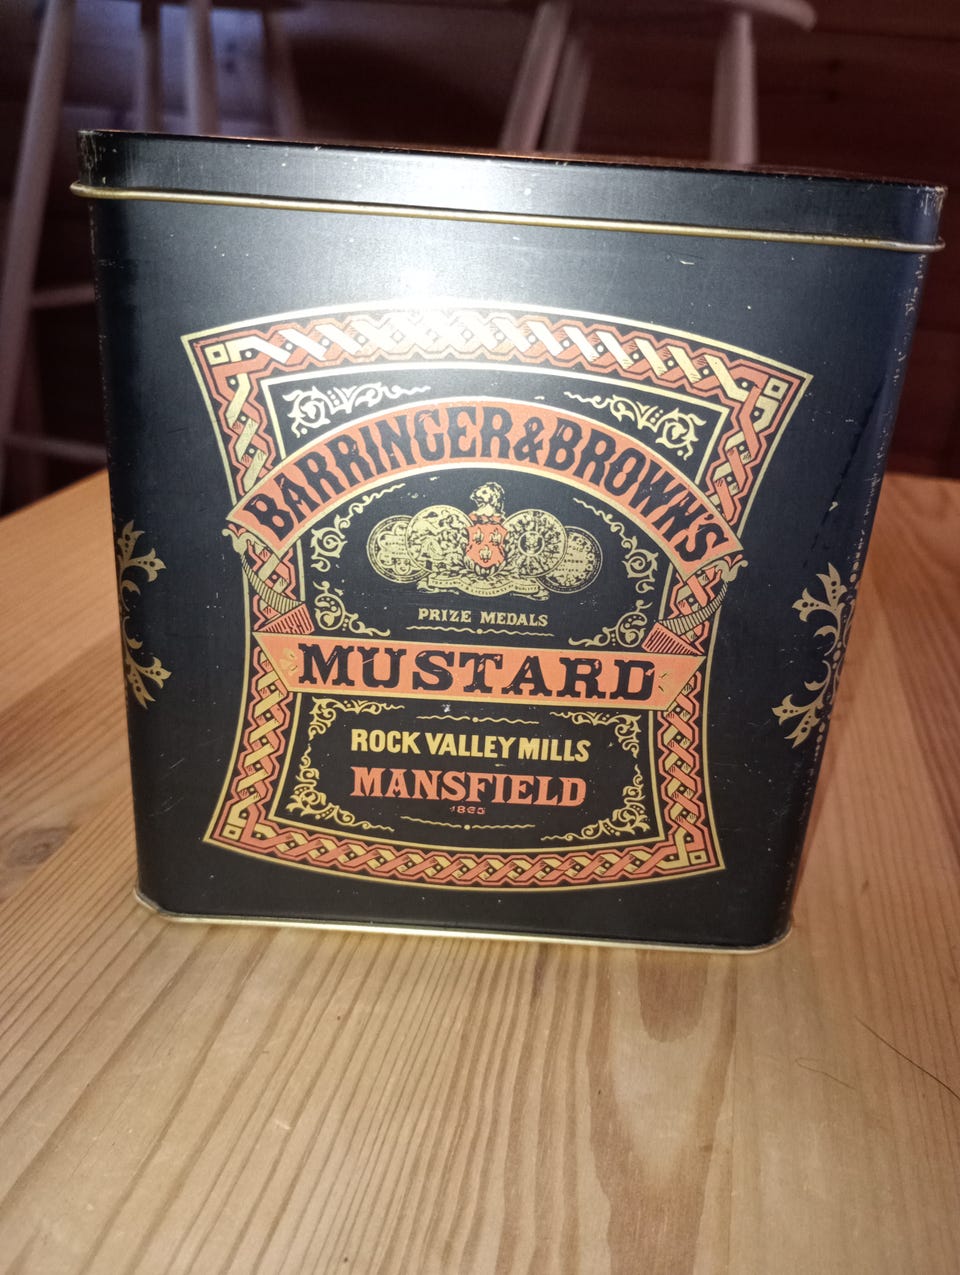 BARRINGER & BROWN'S
PRIZE MEDALS
MUSTARD
ROCK VALLEY MILLS
MANSFIELD